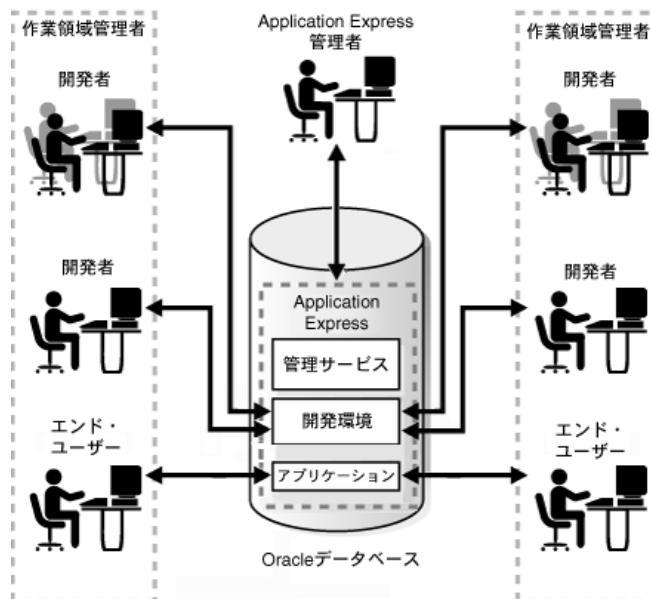 作業領域管理者
開発者
開発者
エンド・
ユーザー
Application Express
管理者
Application
Express
管理サービス
開発環境
アプリケーション
Oracleデータベース
作業領域管理者
開発者
開発者
エンド・
ユーザー